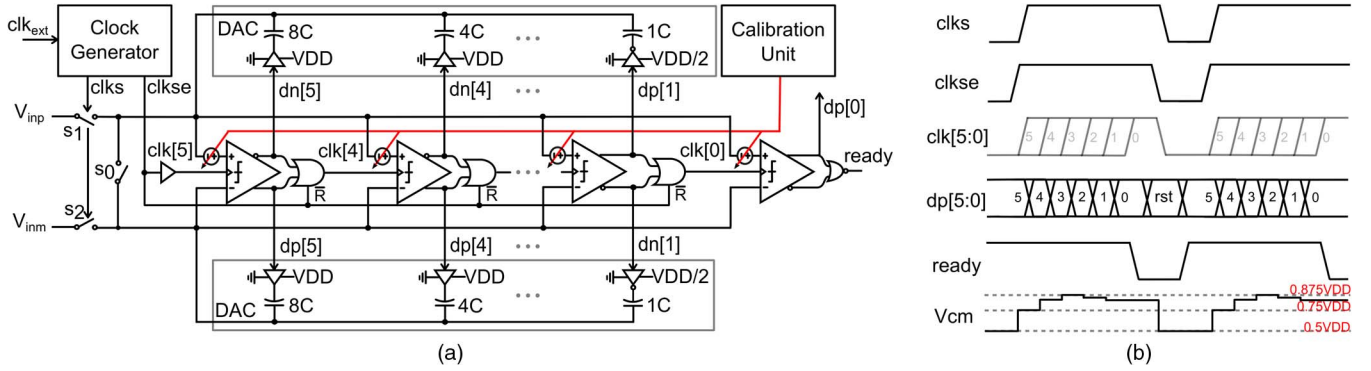 clk_ext
Clock Generator
clks
clkse
DAC
8C
VDD
dn[5]
4C
VDD
dn[4]
1C
VDD/2
dp[1]
Calibration Unit
dp[0]
V_inp
s1
s0
s2
V_inm
clk[5]
+
−
R̅
clk[4]
+
−
R̅
+
−
R̅
clk[0]
+
−
ready
dp[5]
dp[4]
dn[1]
DAC
VDD
8C
VDD
4C
VDD/2
1C
(a)
clks
clkse
clk[5:0]
5 4 3 2 1 0
5 4 3 2 1 0
dp[5:0]
5 4 3 2 1 0 rst 5 4 3 2 1 0
ready
Vcm
0.875VDD
0.75VDD
0.5VDD
(b)